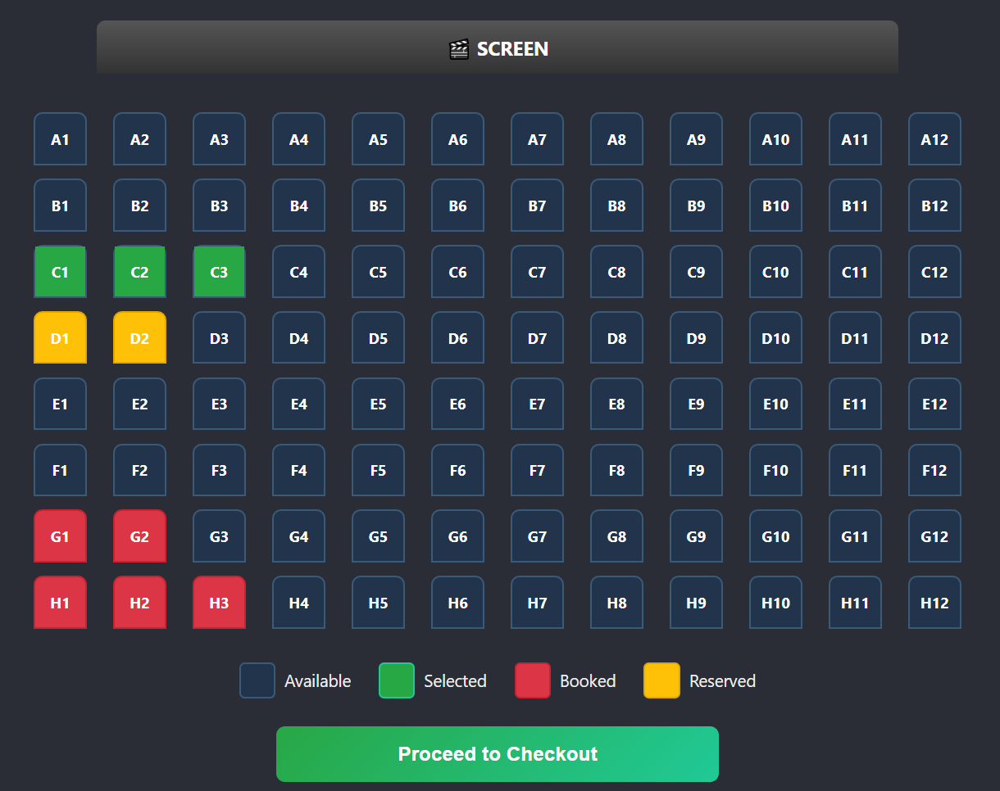 🎬 SCREEN
A1 A2 A3 A4 A5 A6 A7 A8 A9 A10 A11 A12
B1 B2 B3 B4 B5 B6 B7 B8 B9 B10 B11 B12
C1 C2 C3 C4 C5 C6 C7 C8 C9 C10 C11 C12
D1 D2 D3 D4 D5 D6 D7 D8 D9 D10 D11 D12
E1 E2 E3 E4 E5 E6 E7 E8 E9 E10 E11 E12
F1 F2 F3 F4 F5 F6 F7 F8 F9 F10 F11 F12
G1 G2 G3 G4 G5 G6 G7 G8 G9 G10 G11 G12
H1 H2 H3 H4 H5 H6 H7 H8 H9 H10 H11 H12
Available Selected Booked Reserved
Proceed to Checkout